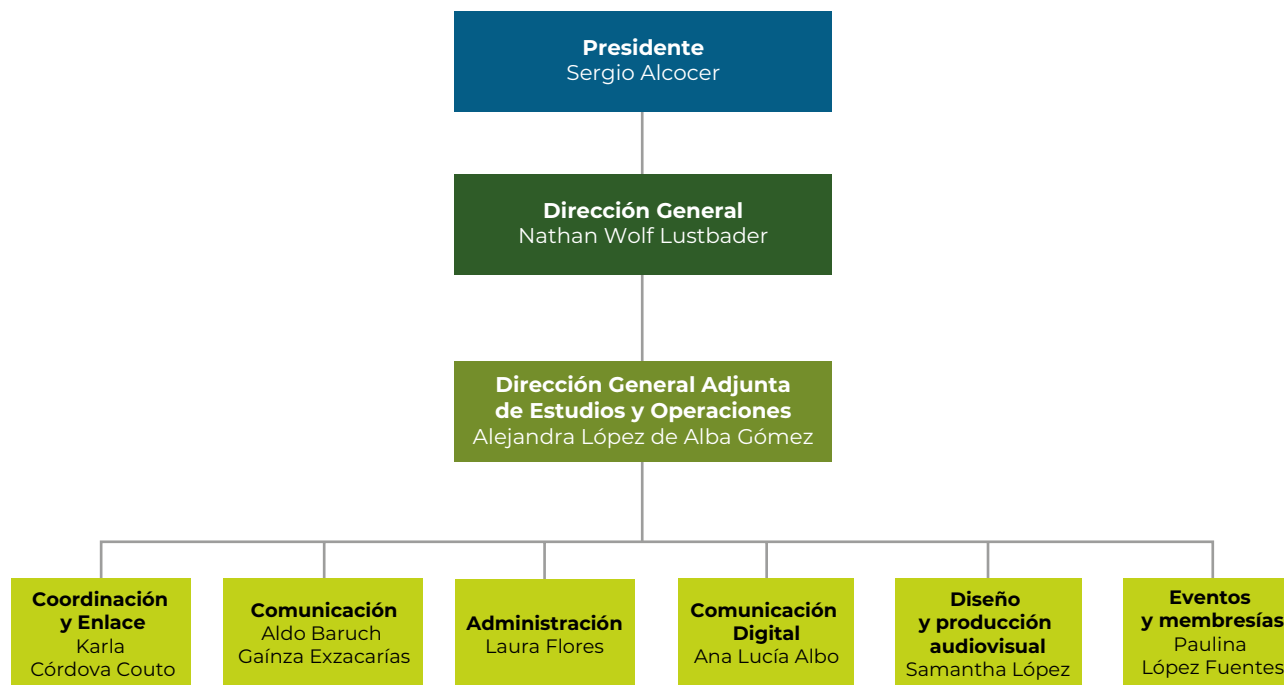 Presidente
Sergio Alcocer
Dirección General
Nathan Wolf Lustbader
Dirección General Adjunta
de Estudios y Operaciones
Alejandra López de Alba Gómez
Coordinación
y Enlace
Karla
Córdova Couto
Comunicación
Aldo Baruch
Gaínza Exzacarías
Administración
Laura Flores
Comunicación
Digital
Ana Lucía Albo
Diseño
y producción
audiovisual
Samantha López
Eventos
y membresías
Paulina
López Fuentes